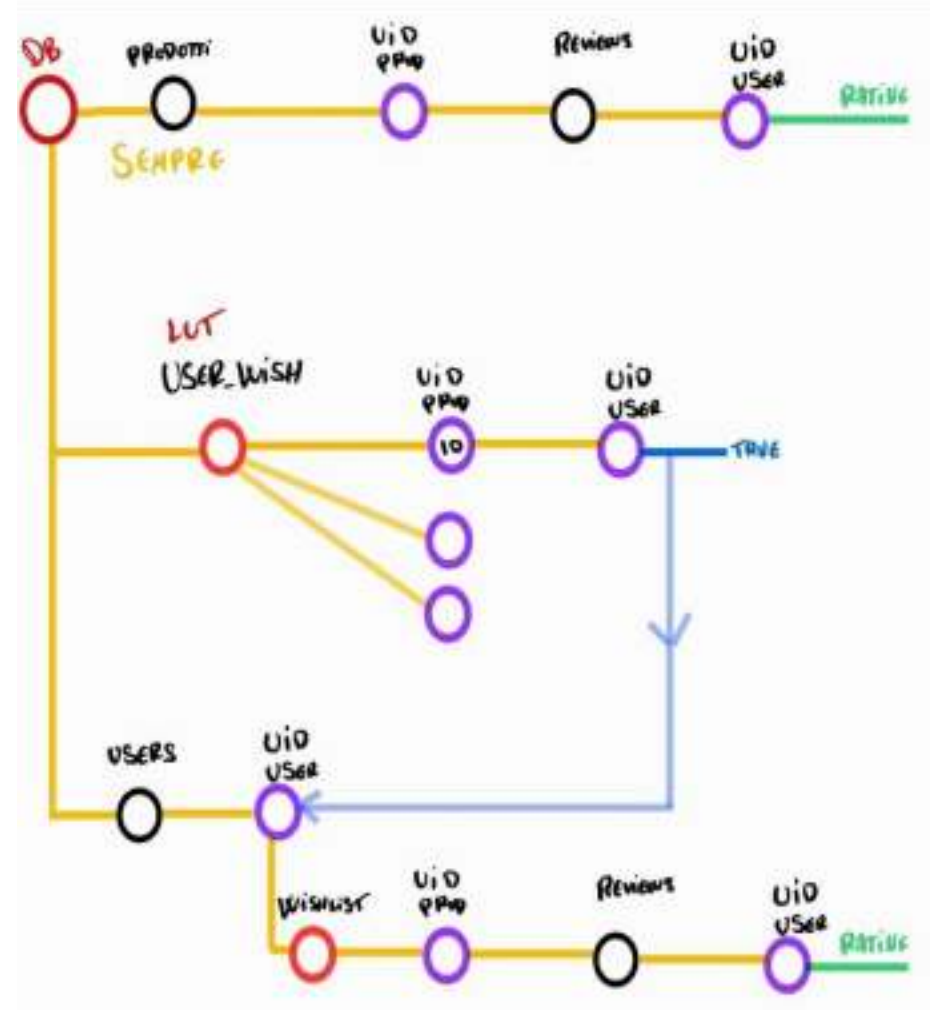 DB
PRODOTTI
UiD
PROD
REViEWS
UiD
USER
RATiNG
SEMPRE
LUT
USER_WiSH
UiD
PROD
UiD
USER
10
TRUE
USERS
UiD
USER
WiSHLiST
UiD
PROD
REViEWS
UiD
USER
RATiNG